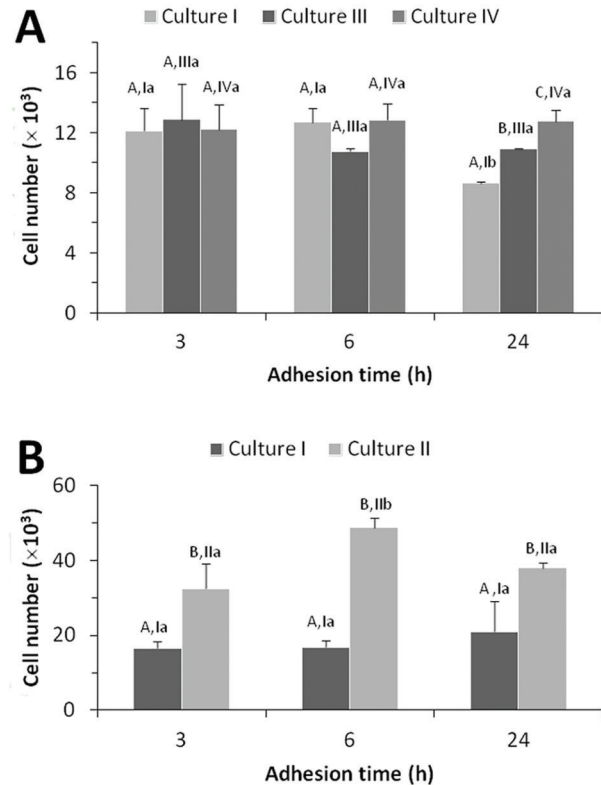 A
Culture I Culture III Culture IV
Cell number (× 10³)
16
12
8
4
0
A,Ia A,IIIa A,IVa
A,Ia A,IIIa A,IVa
A,Ib B,IIIa C,IVa
3 6 24
Adhesion time (h)
B
Culture I Culture II
Cell number (×10³)
60
40
20
0
A,Ia B,IIa
A,Ia B,IIb
A,Ia B,IIa
3 6 24
Adhesion time (h)